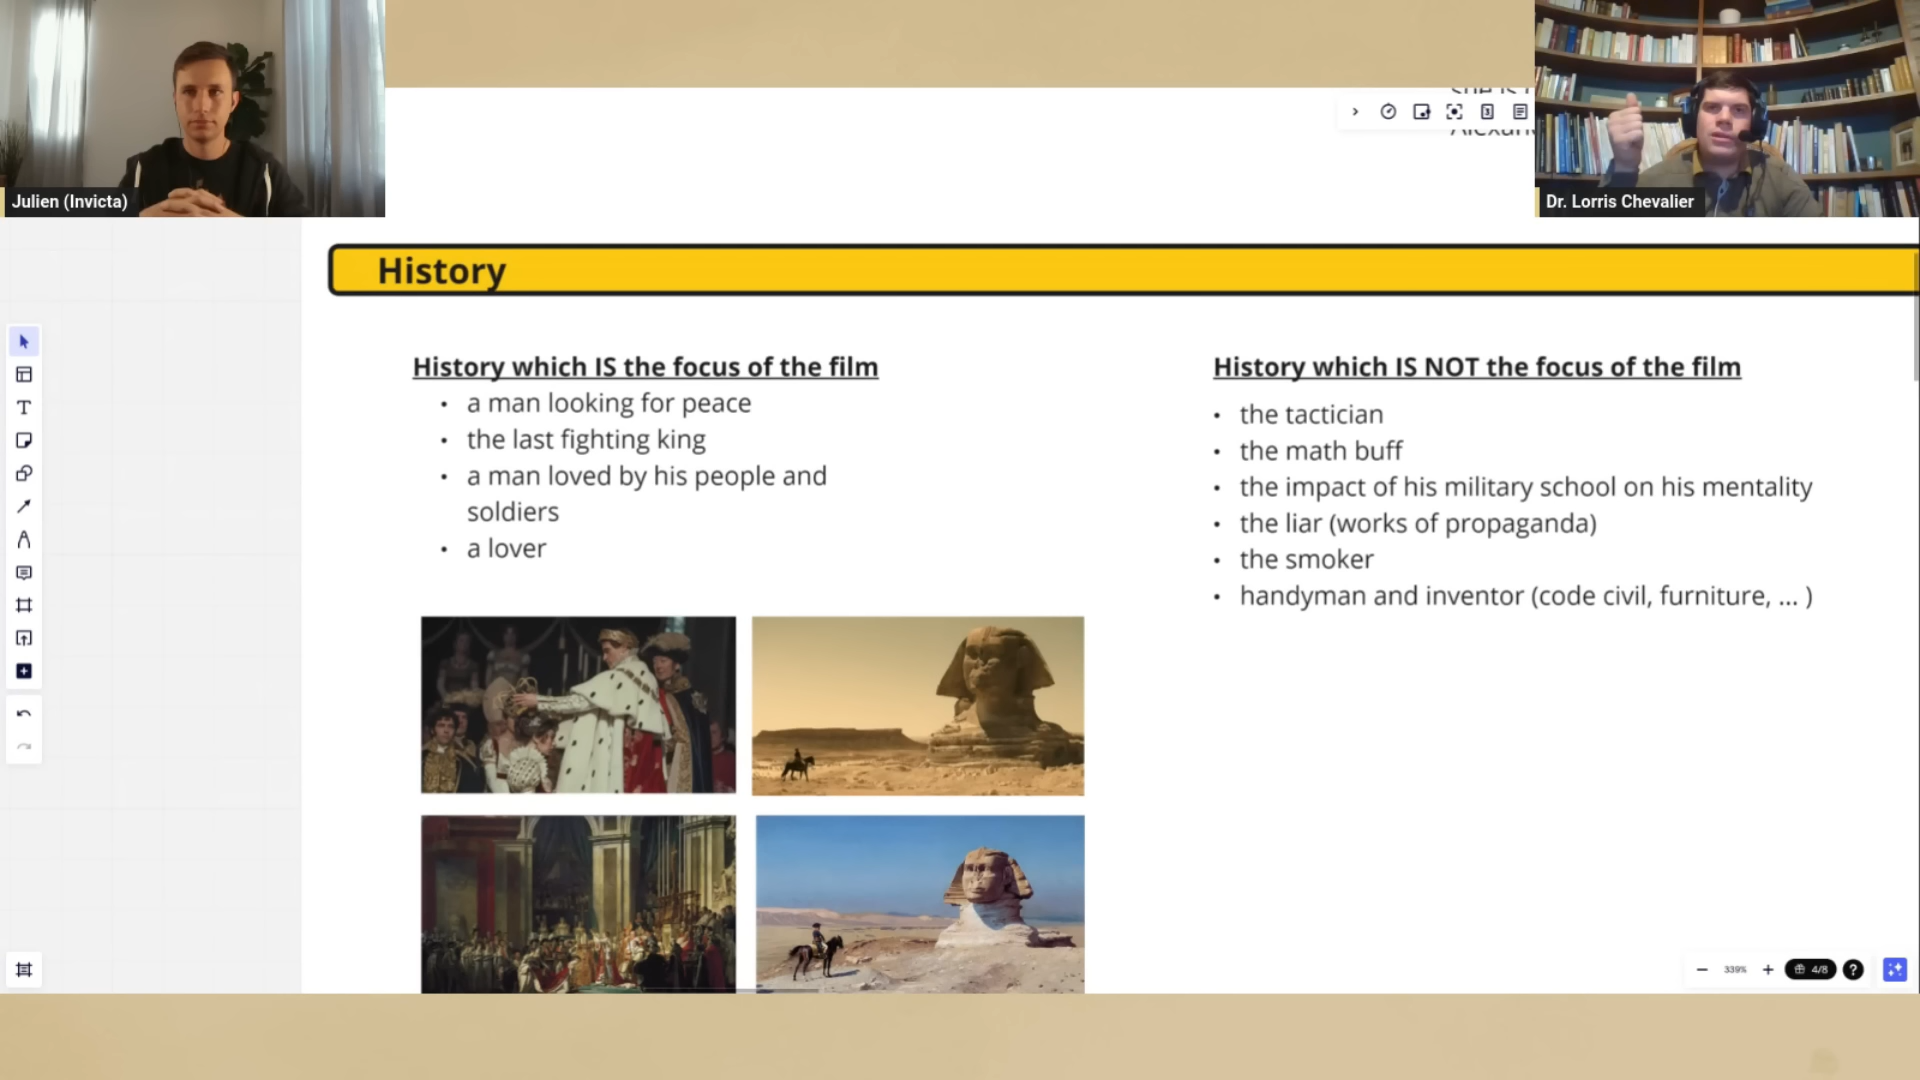 Julien (Invicta)
Dr. Lorris Chevalier
History
History which IS the focus of the film
• a man looking for peace
• the last fighting king
• a man loved by his people and
soldiers
• a lover
History which IS NOT the focus of the film
• the tactician
• the math buff
• the impact of his military school on his mentality
• the liar (works of propaganda)
• the smoker
• handyman and inventor (code civil, furniture, ... )
339%
4/8